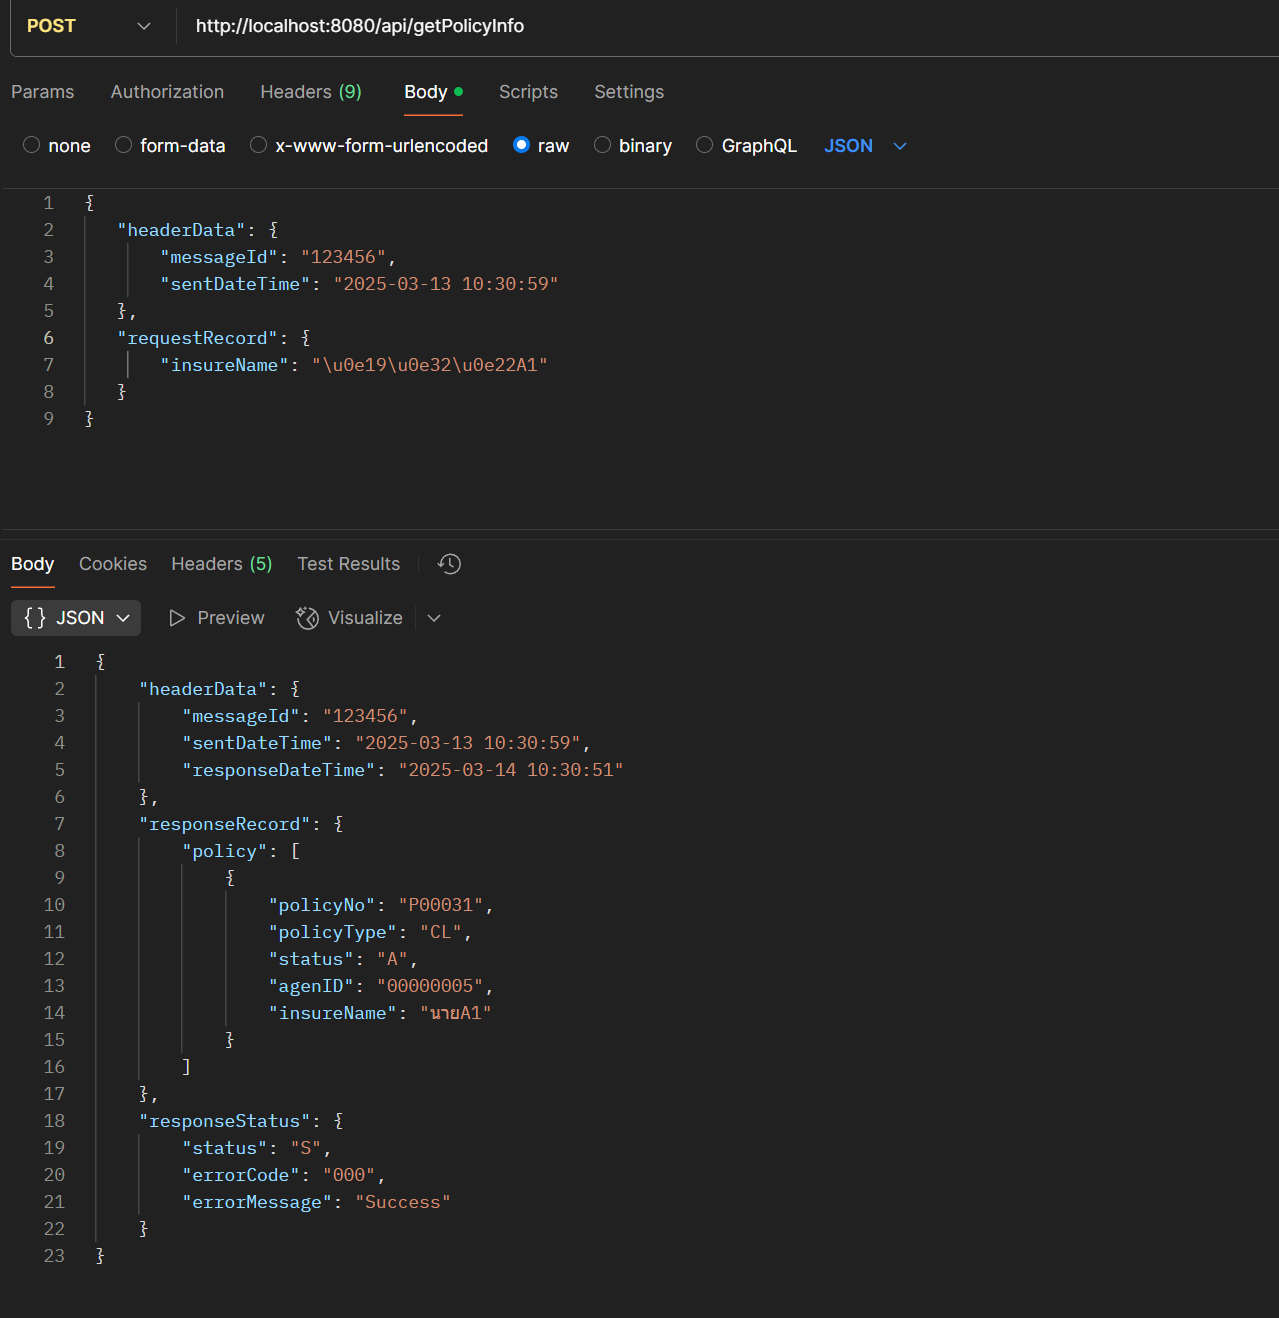 POST http://localhost:8080/api/getPolicyInfo
Params Authorization Headers (9) Body Scripts Settings
none form-data x-www-form-urlencoded raw binary GraphQL JSON
1 {
2 "headerData": {
3 "messageId": "123456",
4 "sentDateTime": "2025-03-13 10:30:59"
5 },
6 "requestRecord": {
7 "insureName": "\u0e19\u0e32\u0e22A1"
8 }
9 }
Body Cookies Headers (5) Test Results
{} JSON Preview Visualize
1 {
2 "headerData": {
3 "messageId": "123456",
4 "sentDateTime": "2025-03-13 10:30:59",
5 "responseDateTime": "2025-03-14 10:30:51"
6 },
7 "responseRecord": {
8 "policy": [
9 {
10 "policyNo": "P00031",
11 "policyType": "CL",
12 "status": "A",
13 "agenID": "00000005",
14 "insureName": "นายA1"
15 }
16 ]
17 },
18 "responseStatus": {
19 "status": "S",
20 "errorCode": "000",
21 "errorMessage": "Success"
22 }
23 }